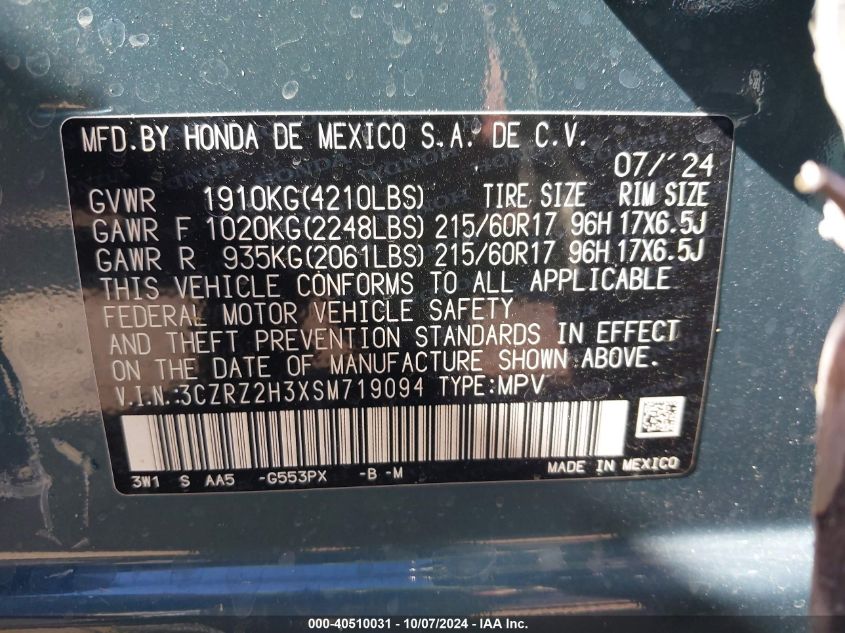 MFD.BY HONDA DE MEXICO S.A. DE C.V.
07/'24
GVWR 1910KG(4210LBS) TIRE SIZE RIM SIZE
GAWR F 1020KG(2248LBS) 215/60R17 96H 17X6.5J
GAWR R 935KG(2061LBS) 215/60R17 96H 17X6.5J
THIS VEHICLE CONFORMS TO ALL APPLICABLE
FEDERAL MOTOR VEHICLE SAFETY
AND THEFT PREVENTION STANDARDS IN EFFECT
ON THE DATE OF MANUFACTURE SHOWN ABOVE.
V.I.N.:3CZRZ2H3XSM719094 TYPE:MPV
3W1 S AA5 -G553PX -B -M MADE IN MEXICO
000-40510031 - 10/07/2024 - IAA Inc.